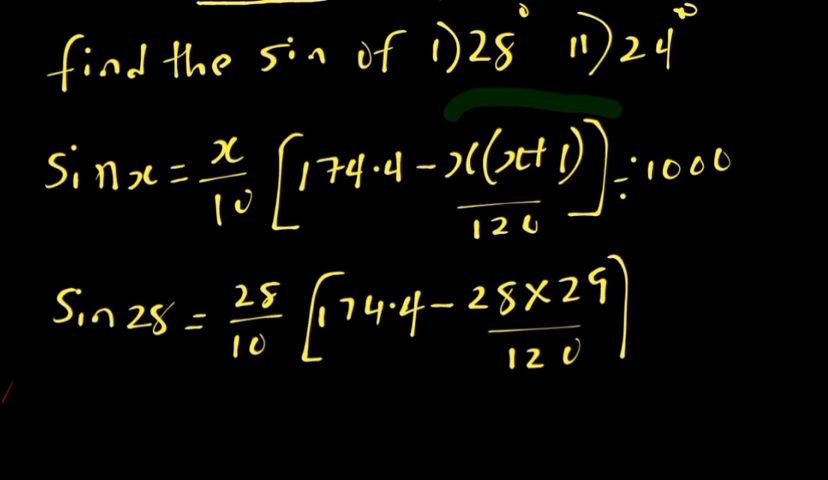 find the sin of i) 28° ii) 24°
Sin x = x/10 [174.4 - x(x+1)/120] ÷ 1000
Sin 28 = 28/10 [174.4 - 28×29/120]